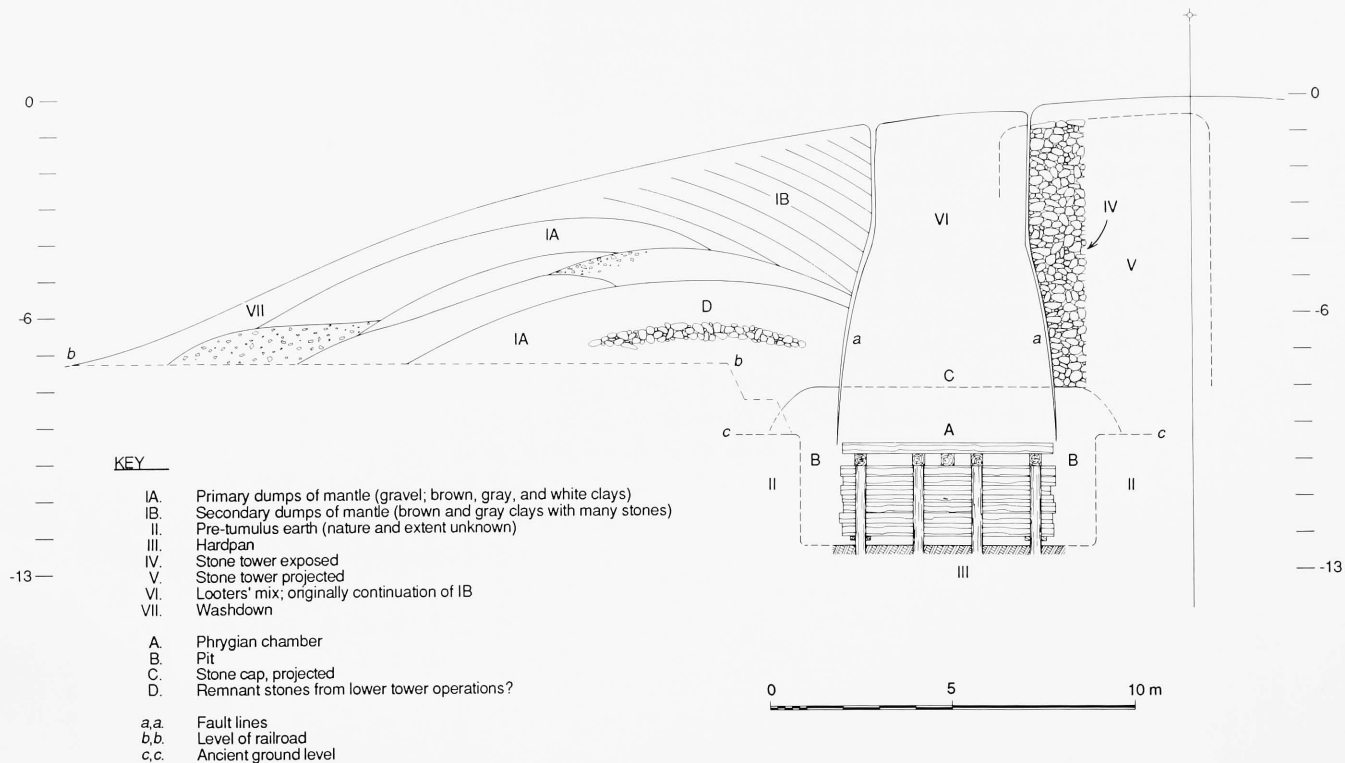 0
0
IV
IB
VI
IA
V
VII
-6
D
-6
b
IA
b
a
a
C
c
A
c
B
B
KEY
II
II
IA. Primary dumps of mantle (gravel; brown, gray, and white clays)
IB. Secondary dumps of mantle (brown and gray clays with many stones)
II. Pre-tumulus earth (nature and extent unknown)
III. Hardpan
IV. Stone tower exposed
V. Stone tower projected
VI. Looters' mix; originally continuation of IB
VII. Washdown
-13
III
-13
A. Phrygian chamber
B. Pit
C. Stone cap, projected
D. Remnant stones from lower tower operations?
a,a. Fault lines
b,b. Level of railroad
c,c. Ancient ground level
0 5 10 m